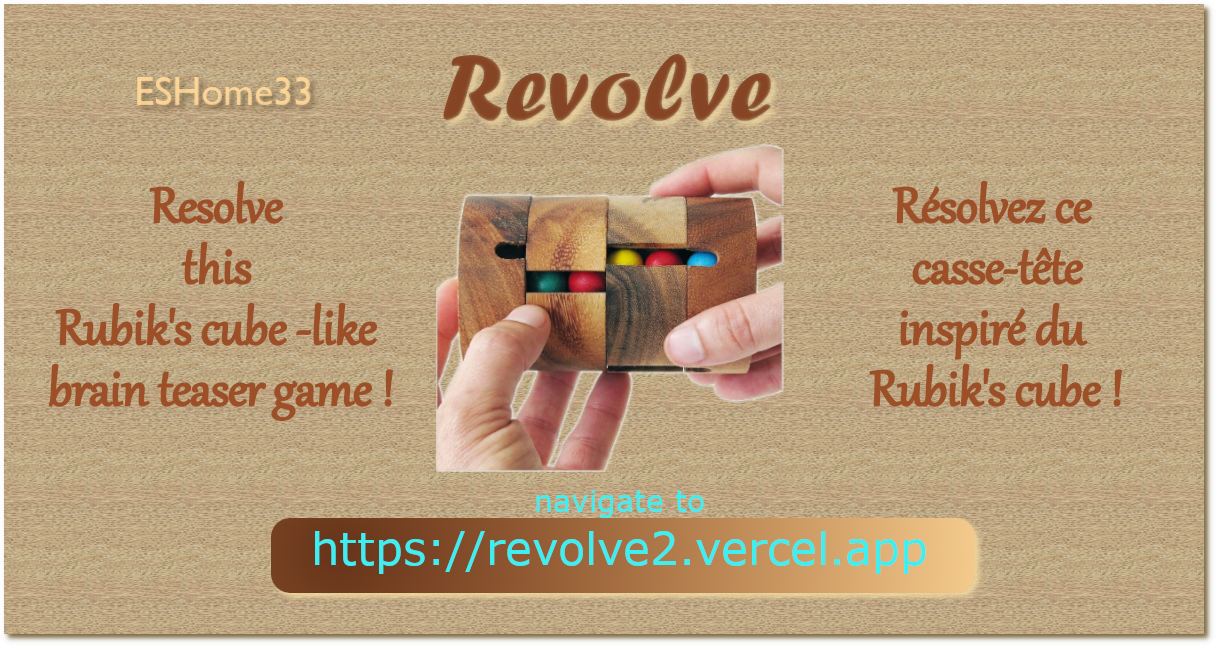 ESHome33
Revolve
Resolve
this
Rubik's cube -like
brain teaser game !
Résolvez ce
casse-tête
inspiré du
Rubik's cube !
navigate to
https://revolve2.vercel.app